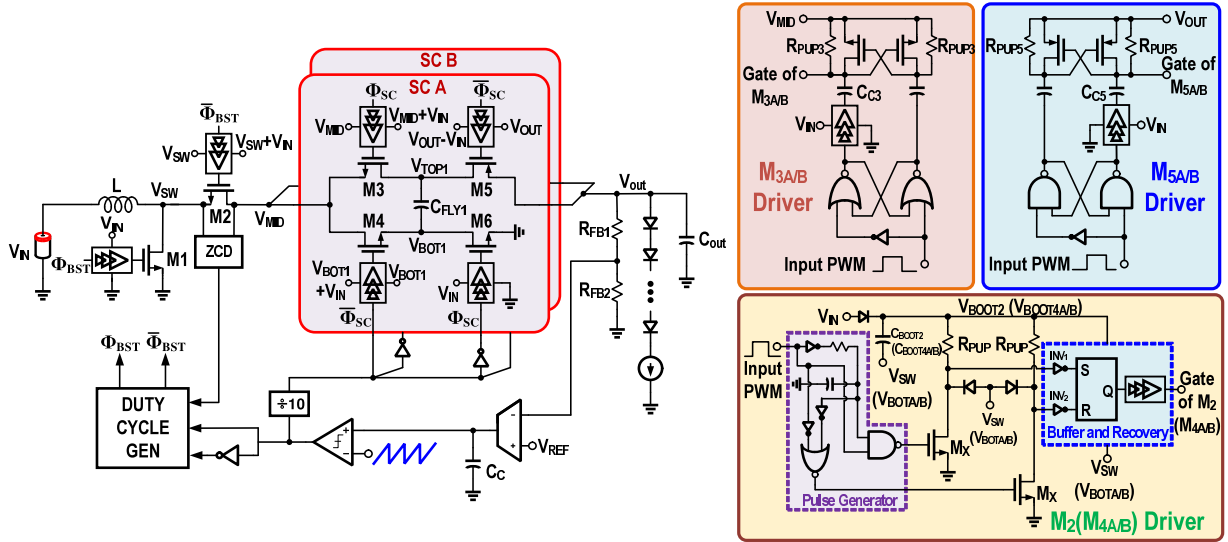 SC B
SC A
Φ̅BST
VSW
VSW+VIN
L
VSW
M2
VIN
VIN
ΦBST
M1
ZCD
VMID
ΦSC
Φ̅SC
VMID
VMID+VIN
VOUT-VIN
VOUT
VTOP1
M3
M5
CFLY1
M4
M6
VBOT1
VBOT1
+VIN
VBOT1
VIN
Φ̅SC
ΦSC
Vout
RFB1
RFB2
Cout
ΦBST
Φ̅BST
DUTY
CYCLE
GEN
÷10
+
-
-
+
VREF
CC
VMID
RPUP3
RPUP3
Gate of
M3A/B
CC3
VIN
M3A/B
Driver
Input PWM
VOUT
RPUP5
RPUP5
Gate of
M5A/B
CC5
VIN
M5A/B
Driver
Input PWM
VIN
VBOOT2 (VBOOT4A/B)
CBOOT2
(CBOOT4A/B)
VSW
(VBOTA/B)
RPUP
RPUP
Input
PWM
INV1
INV2
S
R
Q
Gate
of M2
(M4A/B)
VSW
(VBOTA/B)
Buffer and Recovery
VSW
(VBOTA/B)
MX
MX
Pulse Generator
M2(M4A/B) Driver